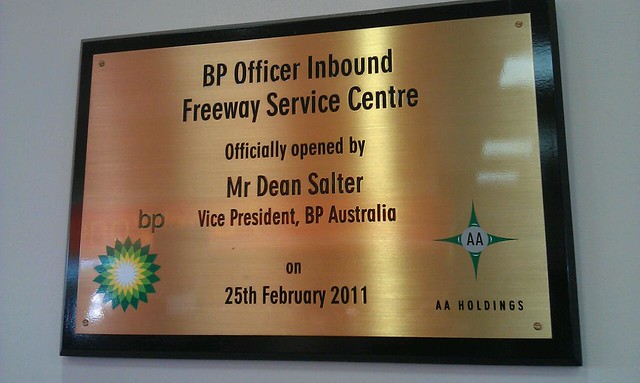 BP Officer Inbound
Freeway Service Centre
Officially opened by
Mr Dean Salter
Vice President, BP Australia
on
25th February 2011
bp
AA
AA HOLDINGS